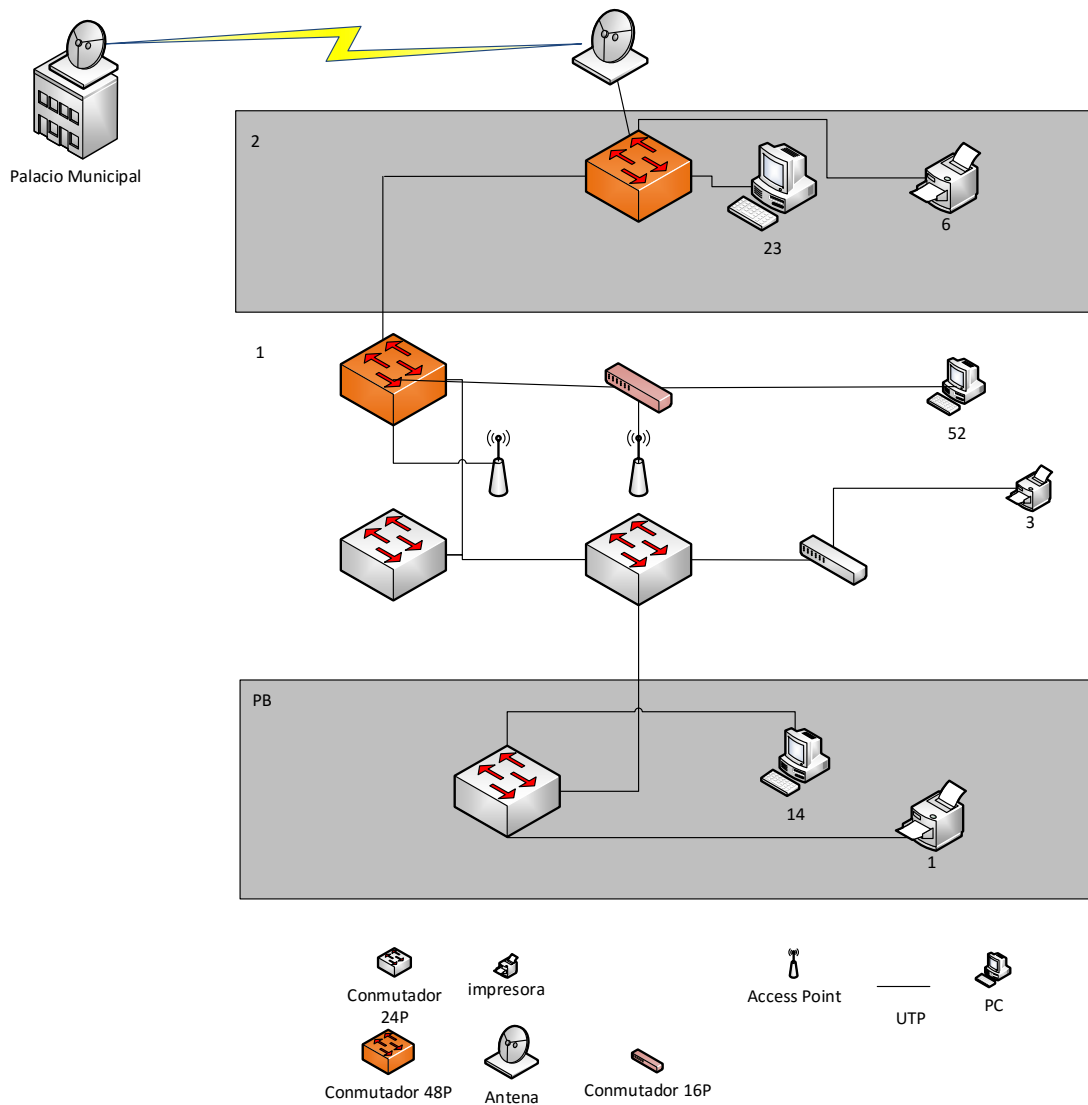 Palacio Municipal
2
23
6
1
52
3
PB
14
1
Conmutador
24P
impresora
Access Point
UTP
PC
Conmutador 48P
Antena
Conmutador 16P